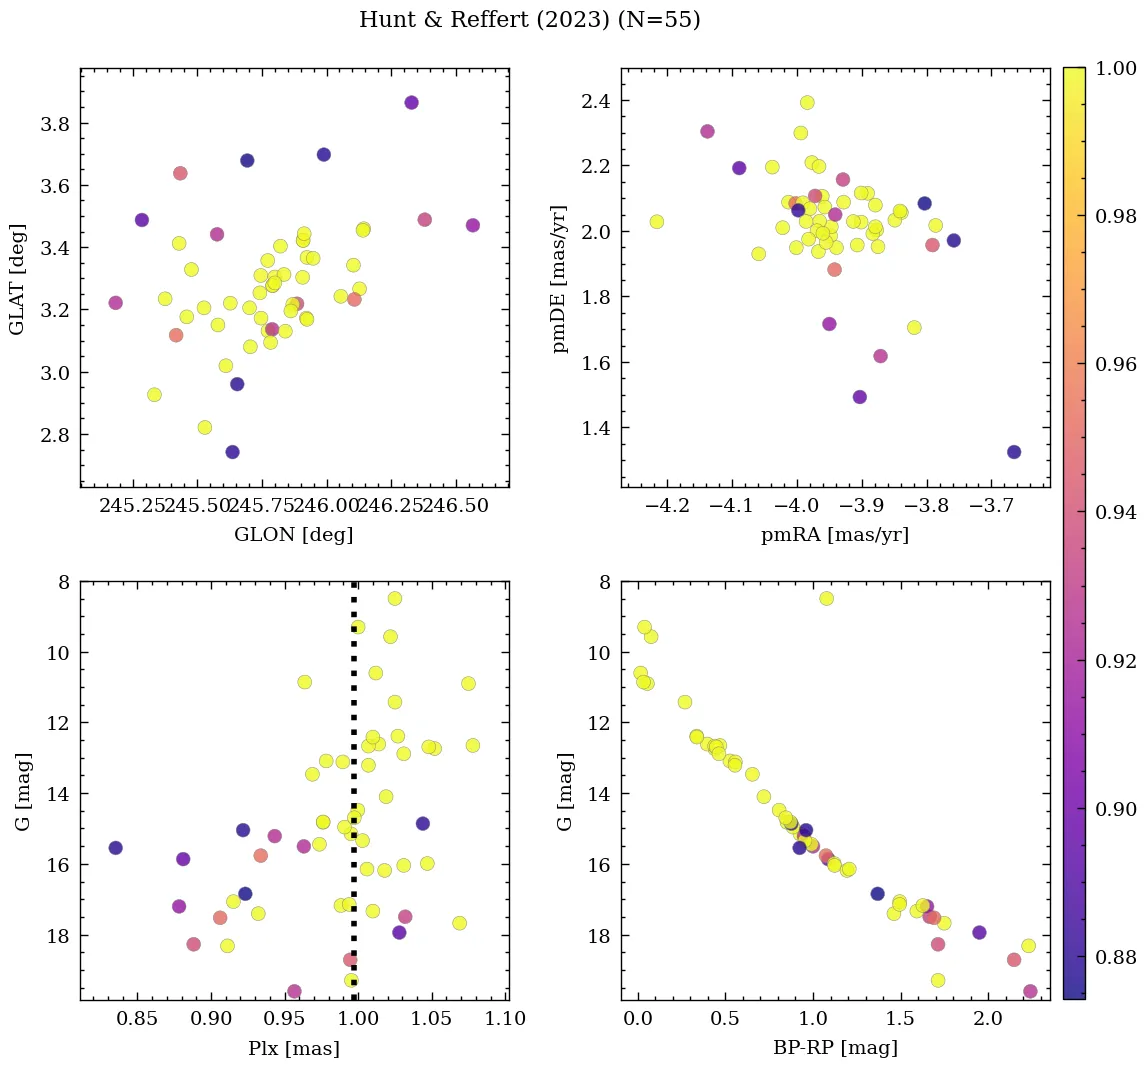 Hunt & Reffert (2023) (N=55)
3.8
3.6
3.4
3.2
3.0
2.8
GLAT [deg]
245.25 245.50 245.75 246.00 246.25 246.50
GLON [deg]
2.4
2.2
2.0
1.8
1.6
1.4
pmDE [mas/yr]
−4.2 −4.1 −4.0 −3.9 −3.8 −3.7
pmRA [mas/yr]
8
10
12
14
16
18
G [mag]
0.85 0.90 0.95 1.00 1.05 1.10
Plx [mas]
8
10
12
14
16
18
G [mag]
0.0 0.5 1.0 1.5 2.0
BP-RP [mag]
1.00
0.98
0.96
0.94
0.92
0.90
0.88